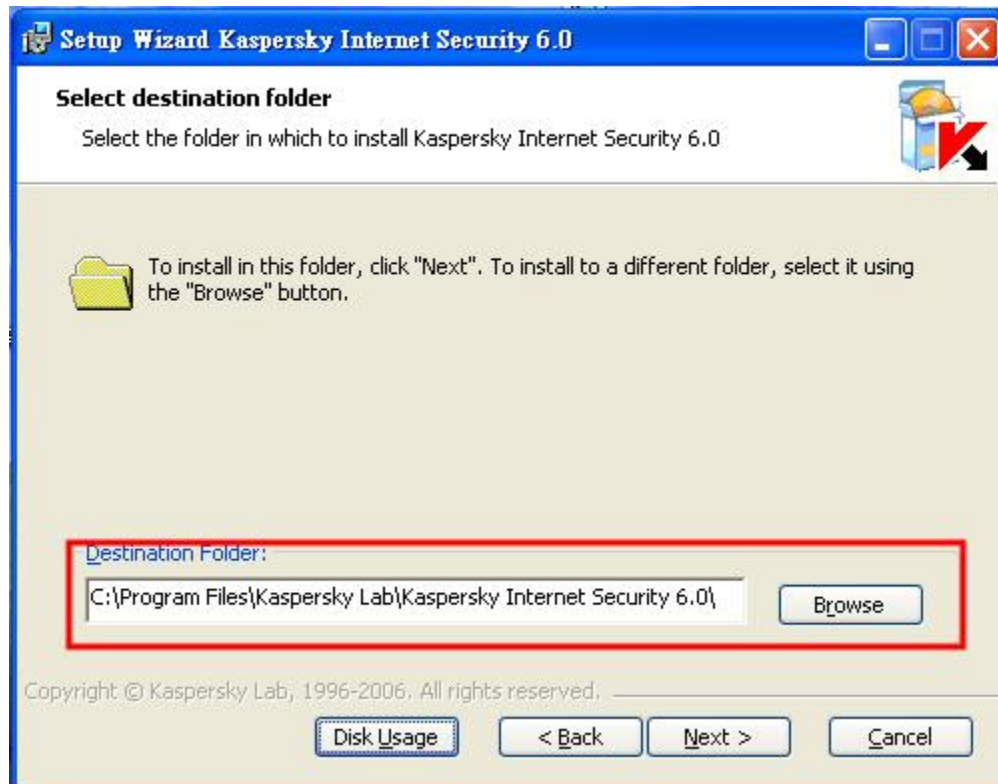 Setup Wizard Kaspersky Internet Security 6.0
Select destination folder
Select the folder in which to install Kaspersky Internet Security 6.0
To install in this folder, click "Next". To install to a different folder, select it using
the "Browse" button.
Destination Folder:
C:\Program Files\Kaspersky Lab\Kaspersky Internet Security 6.0\
Browse
Copyright © Kaspersky Lab, 1996-2006. All rights reserved.
Disk Usage
< Back
Next >
Cancel